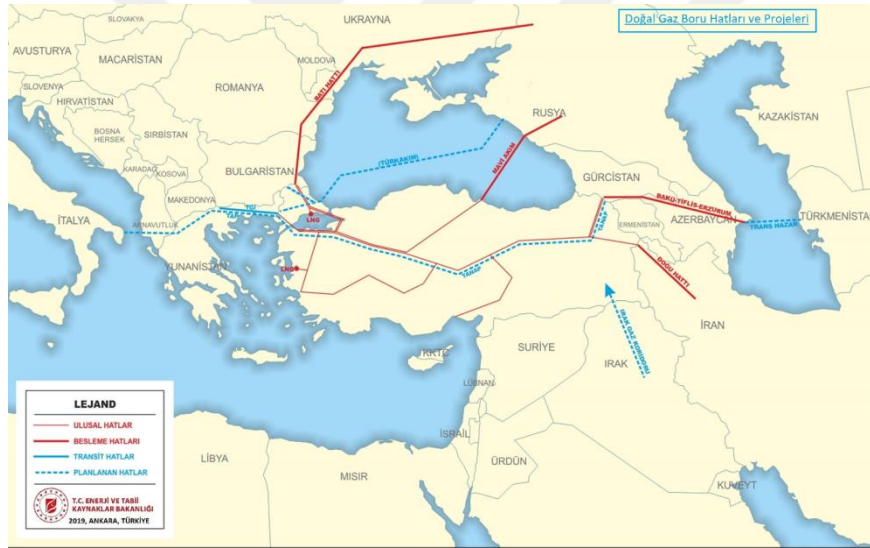 Doğal Gaz Boru Hatları ve Projeleri
SLOVAKYA
UKRAYNA
AVUSTURYA
MACARİSTAN
MOLDOVA
ROMANYA
SLOVENYA
HIRVATİSTAN
BATI HATTI
RUSYA
KAZAKİSTAN
BOSNA
HERSEK
SIRBİSTAN
(TÜRKAKIM)
MAVİ AKIM
KARADAĞ
KOSOVA
BULGARİSTAN
GÜRCİSTAN
MAKEDONYA
BAKÜ-TİFLİS-ERZURUM
İTALYA
ARNAVUTLUK
TGI
TAP
LNG
TANAP
ERMENİSTAN
AZERBAYCAN
TRANS HAZAR
TÜRKMENİSTA
YUNANİSTAN
LNG
TANAP
DOĞU HATTI
IRAK GAZ KORİDORU
İRAN
KKTC
SURİYE
IRAK
LÜBNAN
İSRAİL
ÜRDÜN
LİBYA
MISIR
KUVEYT
LEJAND
ULUSAL HATLAR
BESLEME HATLARI
TRANSİT HATLAR
PLANLANAN HATLAR
T.C. ENERJİ VE TABİİ
KAYNAKLAR BAKANLIĞI
2019, ANKARA, TÜRKİYE